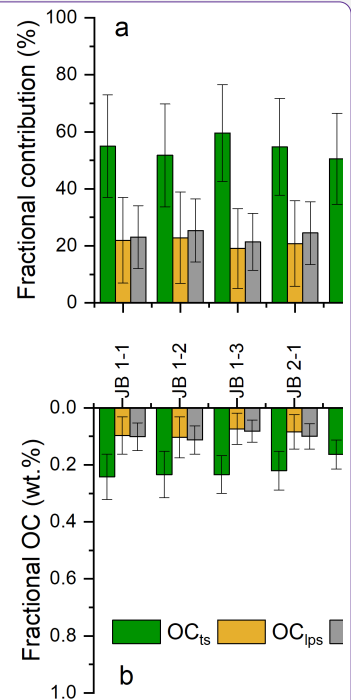 a
Fractional contribution (%)
100
80
60
40
20
0
JB 1-1
JB 1-2
JB 1-3
JB 2-1
Fractional OC (wt.%)
0.0
0.2
0.4
0.6
0.8
1.0
OCts OClps
b